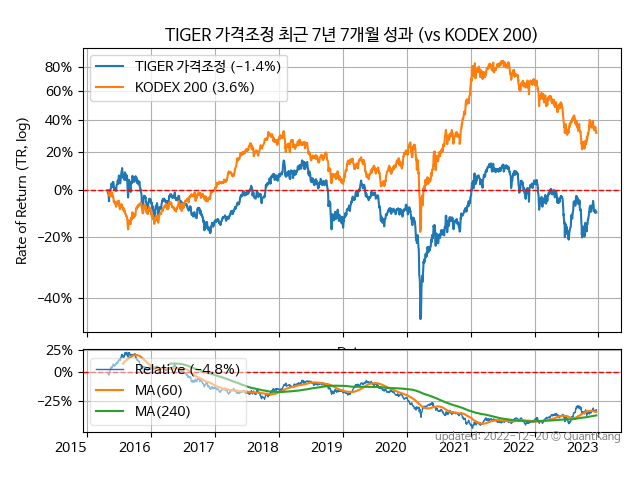 TIGER 가격조정 최근 7년 7개월 성과 (vs KODEX 200)
Rate of Return (TR, log)
80%
60%
40%
20%
0%
−20%
−40%
TIGER 가격조정 (−1.4%)
KODEX 200 (3.6%)
25%
0%
−25%
Relative (−4.8%)
MA(60)
MA(240)
2015 2016 2017 2018 2019 2020 2021 2022 2023
updated: 2022-12-20 © QuantKang